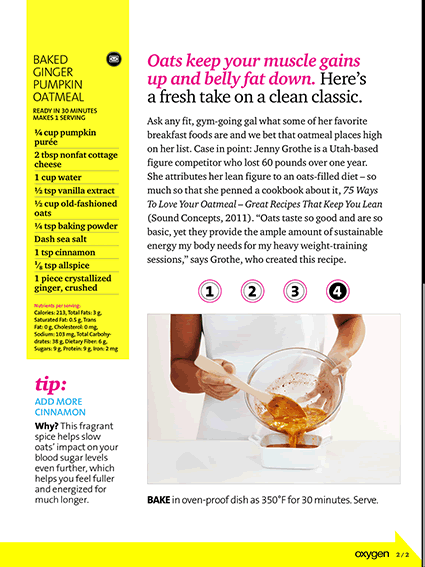 BAKED
GINGER
PUMPKIN
OATMEAL
READY IN 30 MINUTES
MAKES 1 SERVING
¼ cup pumpkin
purée
2 tbsp nonfat cottage
cheese
1 cup water
½ tsp vanilla extract
½ cup old-fashioned
oats
¼ tsp baking powder
Dash sea salt
1 tsp cinnamon
⅛ tsp allspice
1 piece crystallized
ginger, crushed
Nutrients per serving:
Calories: 213, Total Fats: 3 g,
Saturated Fat: 0.5 g, Trans
Fat: 0 g, Cholesterol: 0 mg,
Sodium: 103 mg, Total Carbohy-
drates: 38 g, Dietary Fiber: 6 g,
Sugars: 9 g, Protein: 9 g, Iron: 2 mg
tip:
ADD MORE
CINNAMON
Why? This fragrant
spice helps slow
oats’ impact on your
blood sugar levels
even further, which
helps you feel fuller
and energized for
much longer.
Oats keep your muscle gains
up and belly fat down. Here’s
a fresh take on a clean classic.
Ask any fit, gym-going gal what some of her favorite
breakfast foods are and we bet that oatmeal places high
on her list. Case in point: Jenny Grothe is a Utah-based
figure competitor who lost 60 pounds over one year.
She attributes her lean figure to an oats-filled diet – so
much so that she penned a cookbook about it, 75 Ways
To Love Your Oatmeal – Great Recipes That Keep You Lean
(Sound Concepts, 2011). “Oats taste so good and are so
basic, yet they provide the ample amount of sustainable
energy my body needs for my heavy weight-training
sessions,” says Grothe, who created this recipe.
1 2 3 4
BAKE in oven-proof dish as 350°F for 30 minutes. Serve.
oxygen 2 / 2